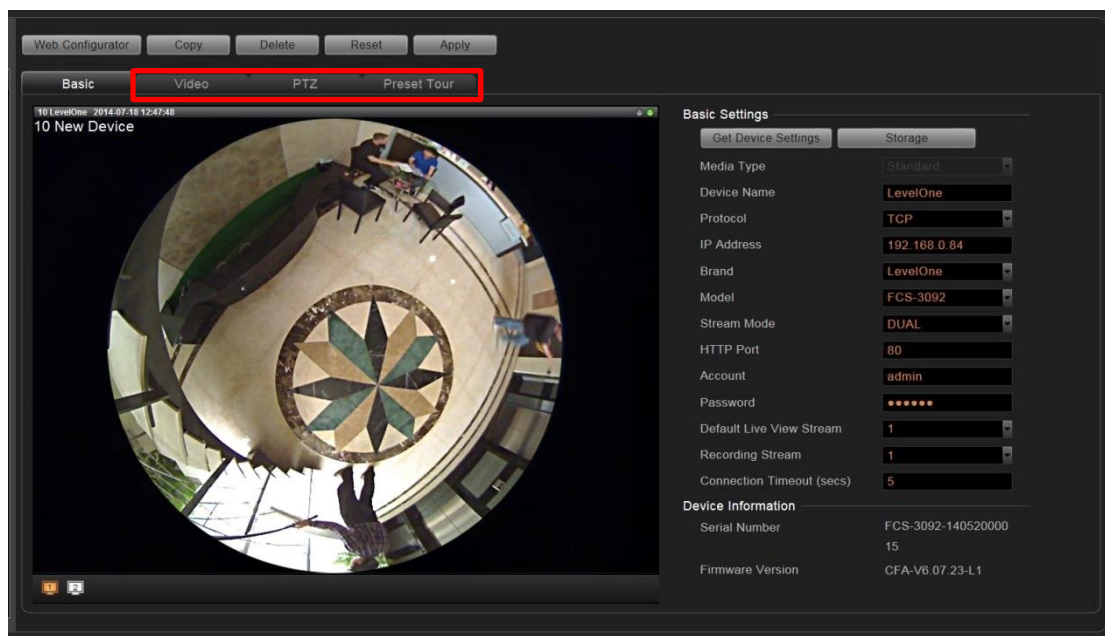 Web Configurator Copy Delete Reset Apply
Basic Video PTZ Preset Tour
10 LevelOne 2014-07-18 12:47:48
10 New Device
Basic Settings
Get Device Settings Storage
Media Type Standard
Device Name LevelOne
Protocol TCP
IP Address 192.168.0.84
Brand LevelOne
Model FCS-3092
Stream Mode DUAL
HTTP Port 80
Account admin
Password ●●●●●●
Default Live View Stream 1
Recording Stream 1
Connection Timeout (secs) 5
Device Information
Serial Number FCS-3092-140520000
15
Firmware Version CFA-V6.07.23-L1
1 2